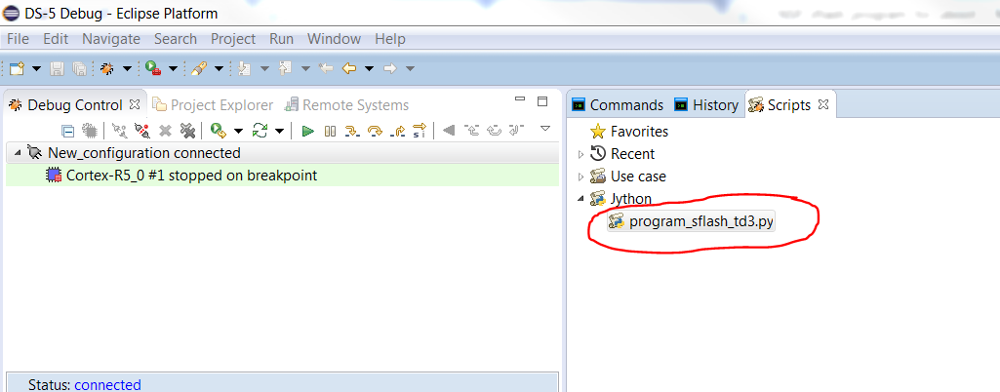 DS-5 Debug - Eclipse Platform
File Edit Navigate Search Project Run Window Help
Debug Control Project Explorer Remote Systems
New_configuration connected
Cortex-R5_0 #1 stopped on breakpoint
Status: connected
Commands History Scripts
Favorites
Recent
Use case
Jython
program_sflash_td3.py